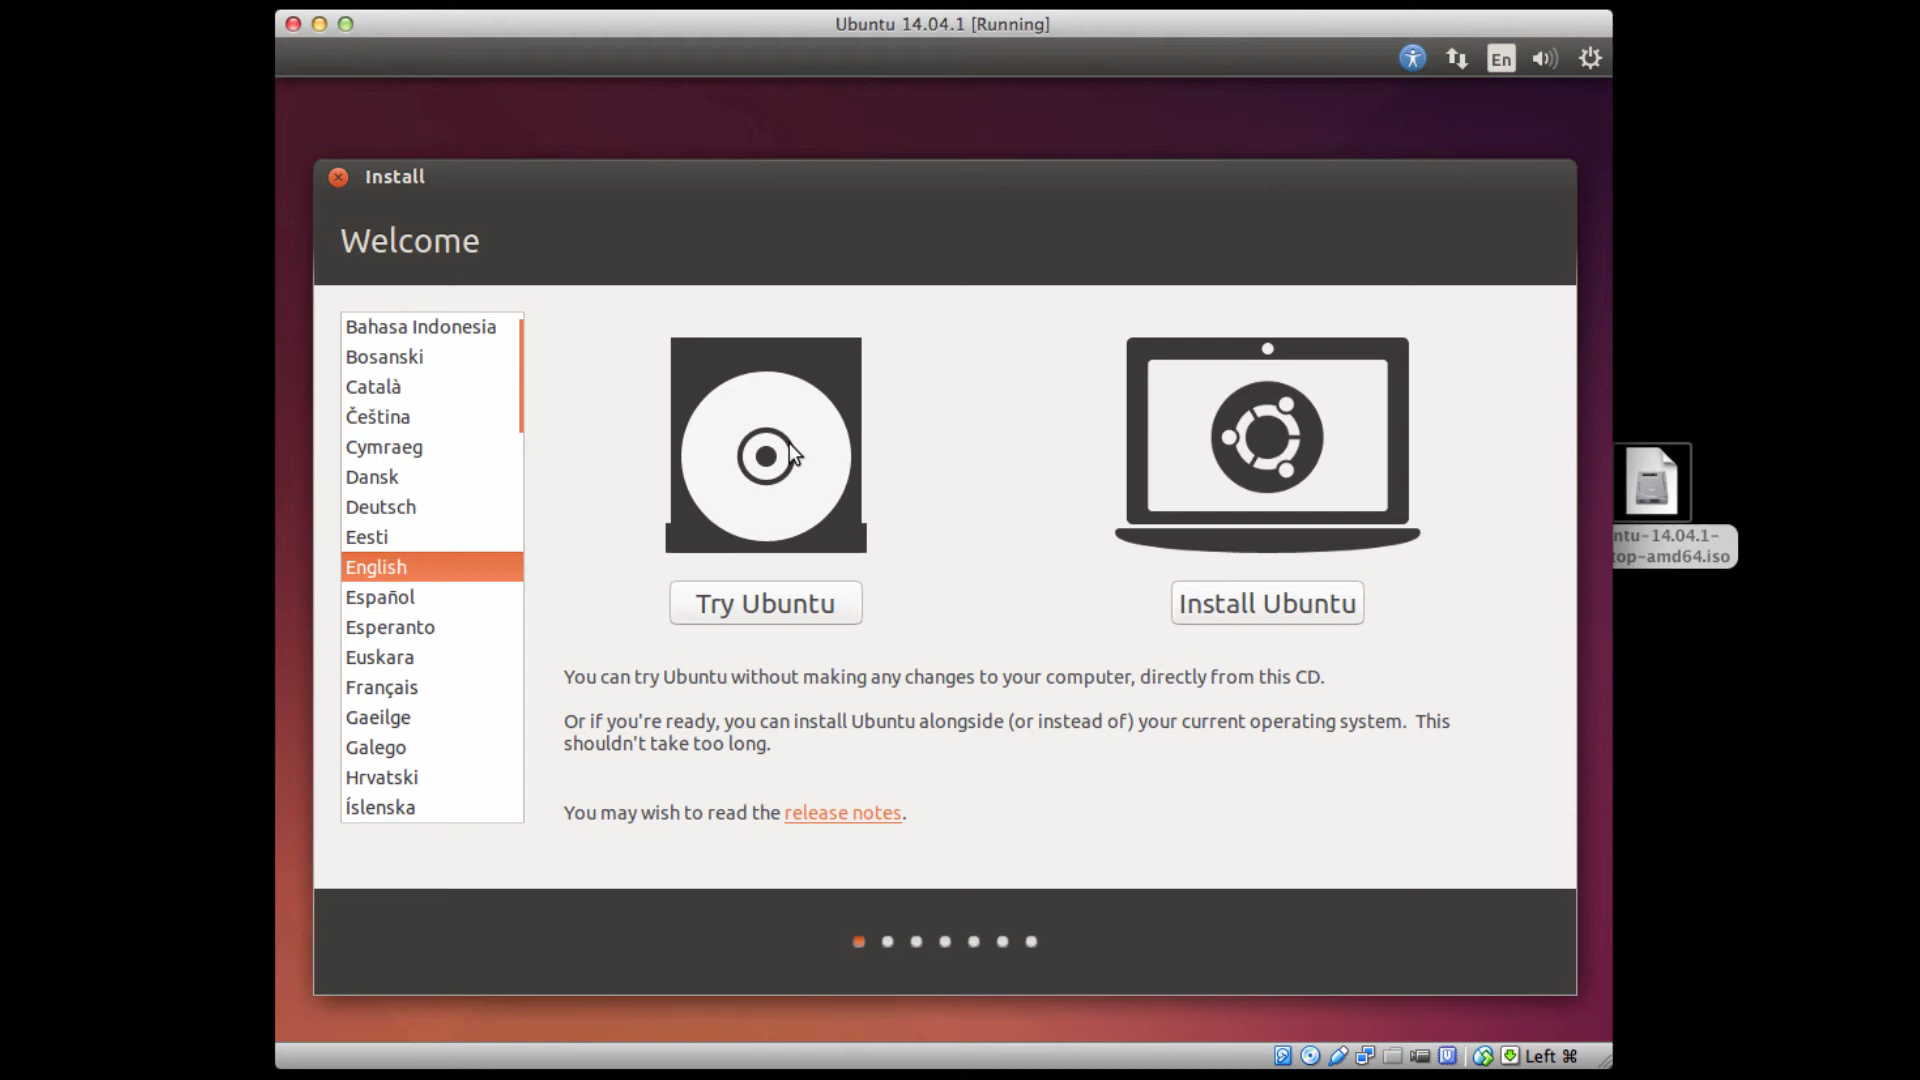 Ubuntu 14.04.1 [Running]
En
Install
Welcome
Bahasa Indonesia
Bosanski
Català
Čeština
Cymraeg
Dansk
Deutsch
Eesti
English
Español
Esperanto
Euskara
Français
Gaeilge
Galego
Hrvatski
Íslenska
Try Ubuntu
Install Ubuntu
You can try Ubuntu without making any changes to your computer, directly from this CD.
Or if you're ready, you can install Ubuntu alongside (or instead of) your current operating system. This
shouldn't take too long.
You may wish to read the release notes.
ntu-14.04.1-
top-amd64.iso
Left ⌘